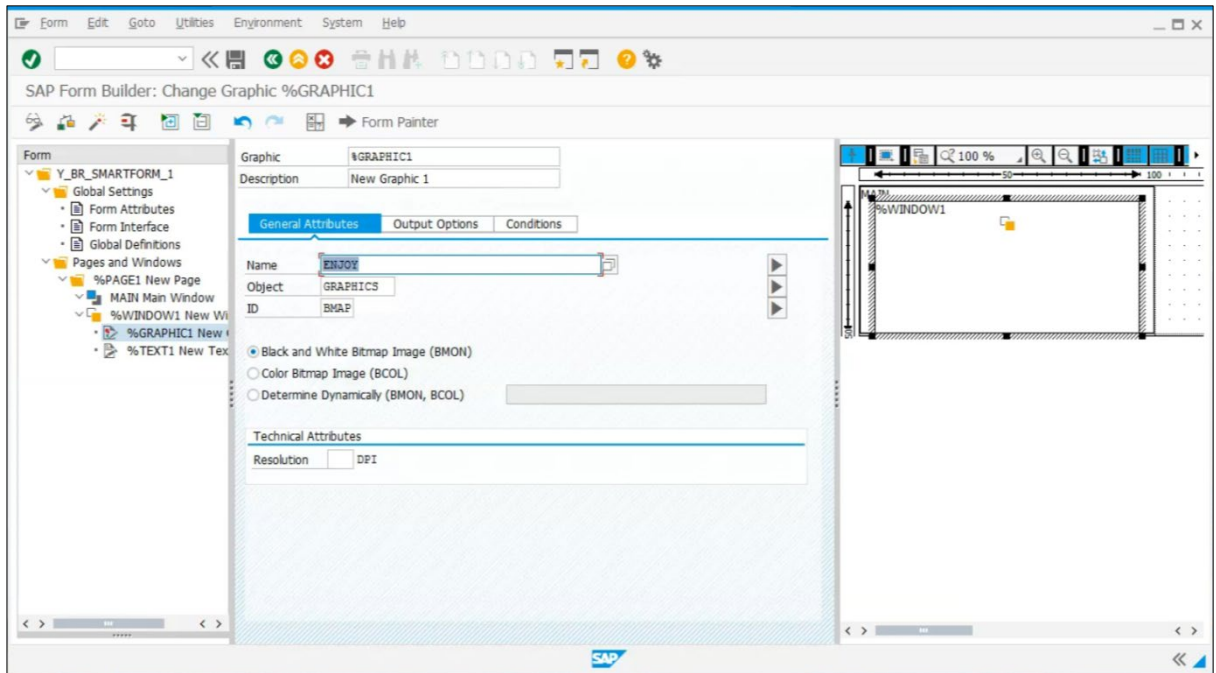 Form Edit Goto Utilities Environment System Help
SAP Form Builder: Change Graphic %GRAPHIC1
Form Painter
Form
Y_BR_SMARTFORM_1
Global Settings
Form Attributes
Form Interface
Global Definitions
Pages and Windows
%PAGE1 New Page
MAIN Main Window
%WINDOW1 New Wi
%GRAPHIC1 New
%TEXT1 New Tex
Graphic %GRAPHIC1
Description New Graphic 1
General Attributes Output Options Conditions
Name ENJOY
Object GRAPHICS
ID BMAP
Black and White Bitmap Image (BMON)
Color Bitmap Image (BCOL)
Determine Dynamically (BMON, BCOL)
Technical Attributes
Resolution DPI
100 %
50 100
MAIN
%WINDOW1
50
SAP